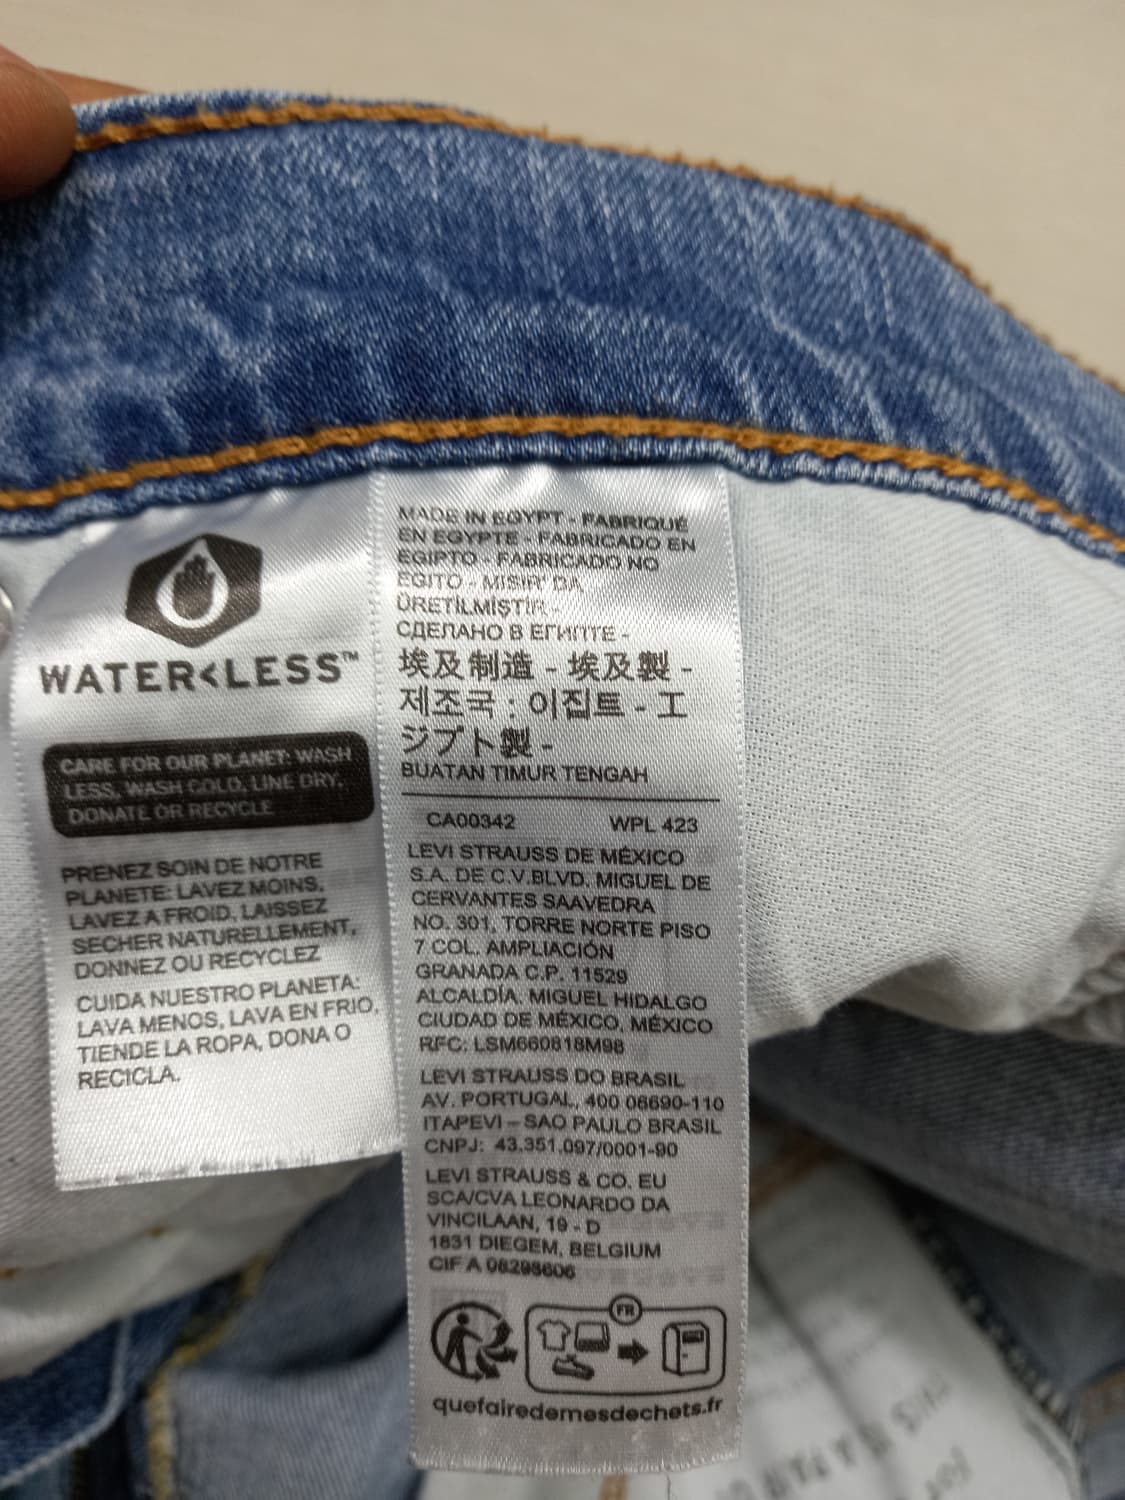 WATER<LESS™
CARE FOR OUR PLANET: WASH
LESS, WASH COLD, LINE DRY,
DONATE OR RECYCLE
PRENEZ SOIN DE NOTRE
PLANETE: LAVEZ MOINS,
LAVEZ A FROID, LAISSEZ
SECHER NATURELLEMENT,
DONNEZ OU RECYCLEZ
CUIDA NUESTRO PLANETA:
LAVA MENOS, LAVA EN FRIO,
TIENDE LA ROPA, DONA O
RECICLA.
MADE IN EGYPT - FABRIQUÉ
EN EGYPTE - FABRICADO EN
EGIPTO - FABRICADO NO
EGITO - MISIR' DA
ÜRETILMIŞTIR -
СДЕЛАНО В ЕГИПТЕ -
埃及制造 - 埃及製 -
제조국 : 이집트 - エ
ジプト製 -
BUATAN TIMUR TENGAH
CA00342 WPL 423
LEVI STRAUSS DE MÉXICO
S.A. DE C.V.BLVD. MIGUEL DE
CERVANTES SAAVEDRA
NO. 301, TORRE NORTE PISO
7 COL. AMPLIACIÓN
GRANADA C.P. 11529
ALCALDÍA. MIGUEL HIDALGO
CIUDAD DE MÉXICO, MÉXICO
RFC: LSM660818M98
LEVI STRAUSS DO BRASIL
AV. PORTUGAL, 400 06690-110
ITAPEVI – SAO PAULO BRASIL
CNPJ: 43.351.097/0001-90
LEVI STRAUSS & CO. EU
SCA/CVA LEONARDO DA
VINCILAAN, 19 - D
1831 DIEGEM, BELGIUM
CIF A 08298606
FR
quefairedemesdechets.fr